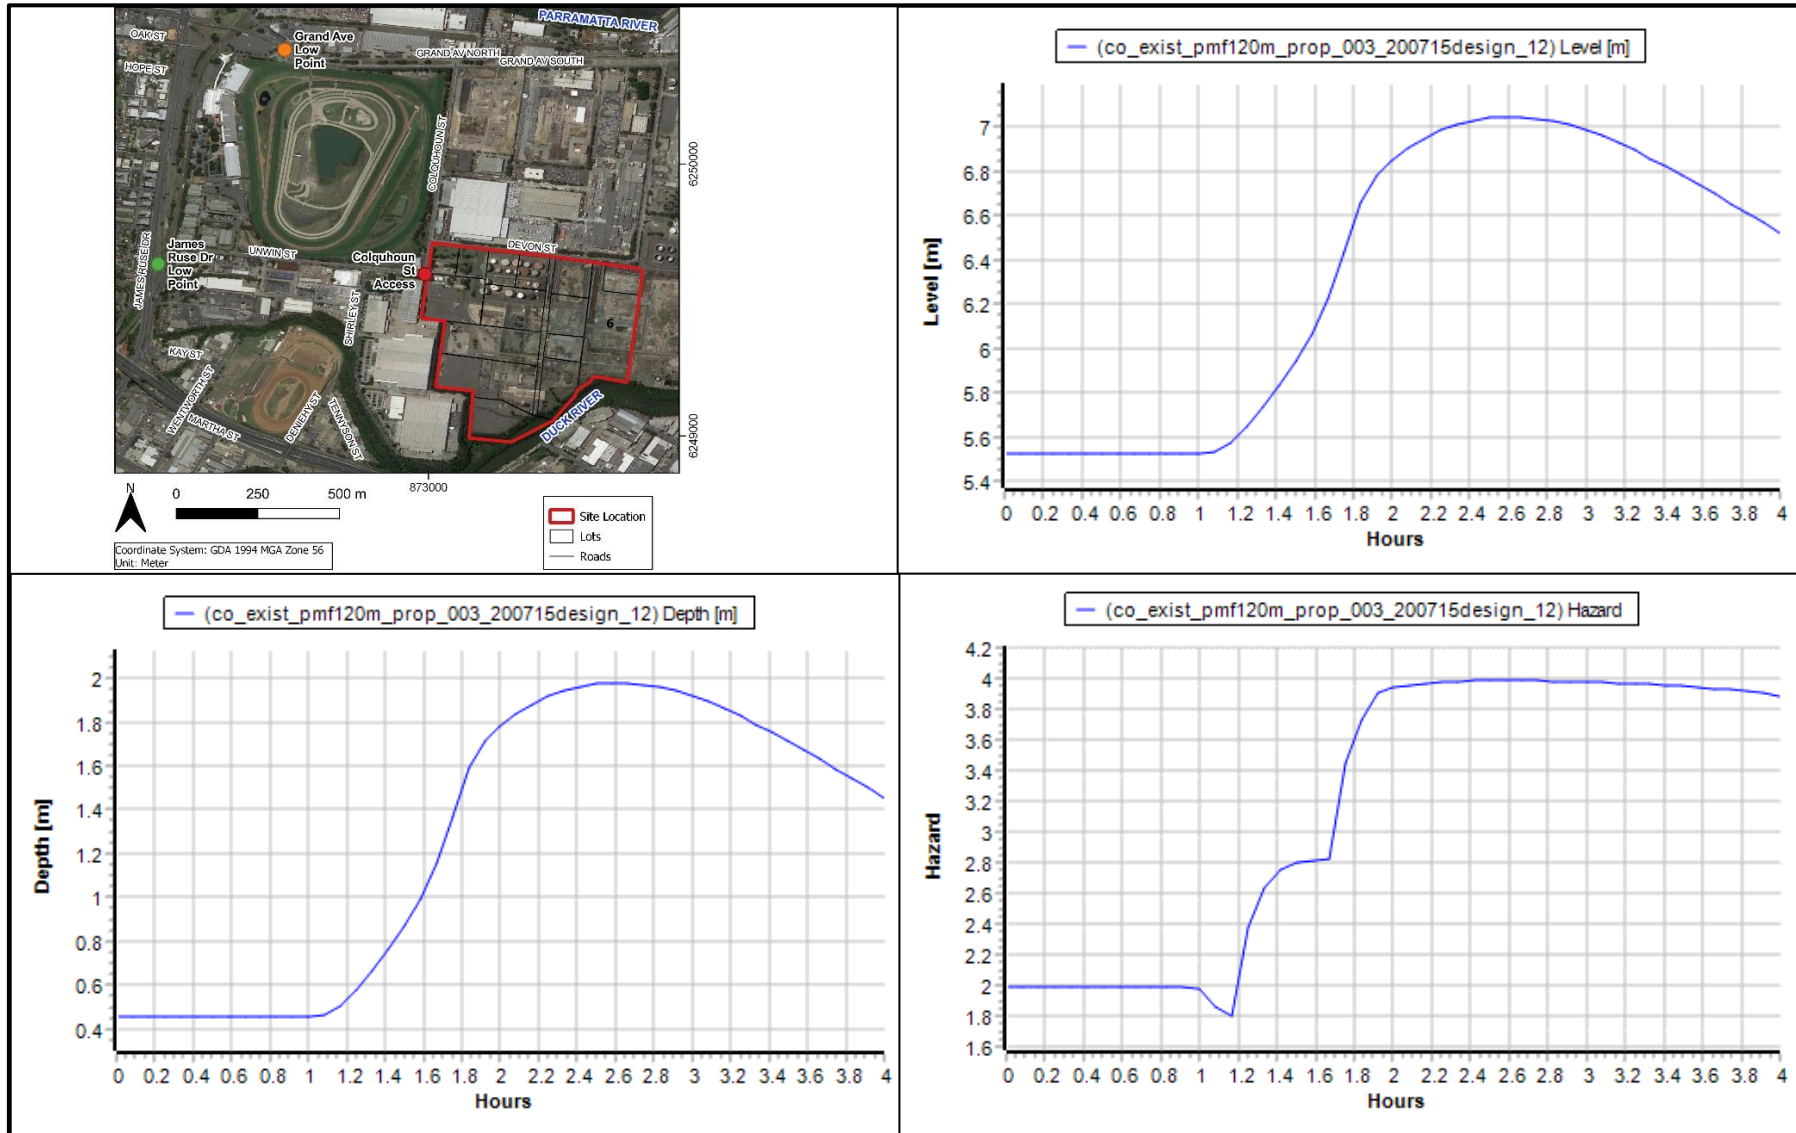 PARRAMATTA RIVER
OAK ST
Grand Ave
Low
Point
GRAND AV NORTH
GRAND AV SOUTH
HOPE ST
COLQUHOUN ST
6250000
JAMES RUSE DR
James
Ruse Dr
Low
Point
UNWIN ST
Colquhoun
St
Access
DEVON ST
SHIRLEY ST
6
KAY ST
WENTWORTH ST
MARTHA ST
DENIEHY ST
TENNYSON ST
DUCK RIVER
6249000
873000
N
0 250 500 m
Site Location
Lots
Roads
Coordinate System: GDA 1994 MGA Zone 56
Unit: Meter
(co_exist_pmf120m_prop_003_200715design_12) Level [m]
Level [m]
7
6.8
6.6
6.4
6.2
6
5.8
5.6
5.4
0 0.2 0.4 0.6 0.8 1 1.2 1.4 1.6 1.8 2 2.2 2.4 2.6 2.8 3 3.2 3.4 3.6 3.8 4
Hours
(co_exist_pmf120m_prop_003_200715design_12) Depth [m]
Depth [m]
2
1.8
1.6
1.4
1.2
1
0.8
0.6
0.4
0 0.2 0.4 0.6 0.8 1 1.2 1.4 1.6 1.8 2 2.2 2.4 2.6 2.8 3 3.2 3.4 3.6 3.8 4
Hours
(co_exist_pmf120m_prop_003_200715design_12) Hazard
Hazard
4.2
4
3.8
3.6
3.4
3.2
3
2.8
2.6
2.4
2.2
2
1.8
1.6
0 0.2 0.4 0.6 0.8 1 1.2 1.4 1.6 1.8 2 2.2 2.4 2.6 2.8 3 3.2 3.4 3.6 3.8 4
Hours